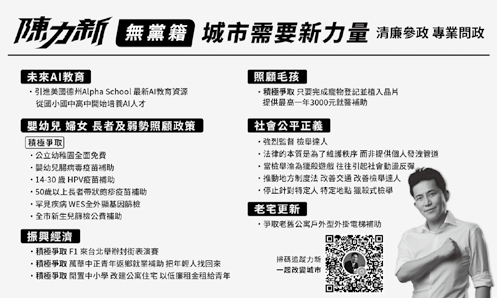 陳力新 無黨籍 城市需要新力量 清廉參政 專業問政
未來AI教育
・引進美國德州Alpha School 最新AI教育資源
從國小國中高中開始培養AI人才
嬰幼兒 婦女 長者及弱勢照顧政策
積極爭取
・公立幼稚園全面免費
・嬰幼兒腸病毒疫苗補助
・14-30 歲 HPV疫苗補助
・50歲以上長者帶狀皰疹疫苗補助
・罕見疾病 WES全外顯基因篩檢
・全市新生兒篩檢公費補助
振興經濟
・積極爭取 F1 來台北舉辦封街表演賽
・積極爭取 萬華中正青年返鄉就業補助 把年輕人找回來
・積極爭取 閒置中小學 改建公寓住宅 以低廉租金租給青年
照顧毛孩
・積極爭取 只要完成寵物登記並植入晶片
提供最高一年3000元就醫補助
社會公平正義
・強烈監督 檢舉達人
・法律的本質是為了維護秩序 而非提供個人發洩管道
・當檢舉淪為獵殺遊戲 往往引起社會動盪反彈
・推動地方制度法 改善交通 改善檢舉達人
・停止針對特定人 特定地點 獵殺式檢舉
老宅更新
・爭取老舊公寓戶外型外掛電梯補助
掃碼追蹤力新
一起改變城市